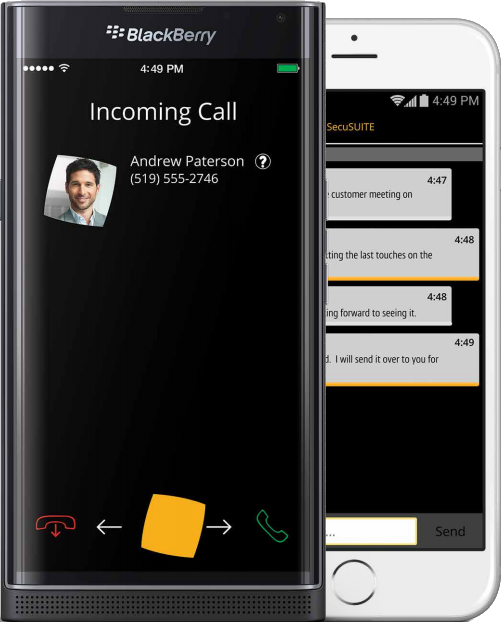 BlackBerry
4:49 PM
Incoming Call
Andrew Paterson ?
(519) 555-2746
4:49 PM
SecuSUITE
4:47
customer meeting on
4:48
ting the last touches on the
4:48
ing forward to seeing it.
4:49
d. I will send it over to you for
...
Send